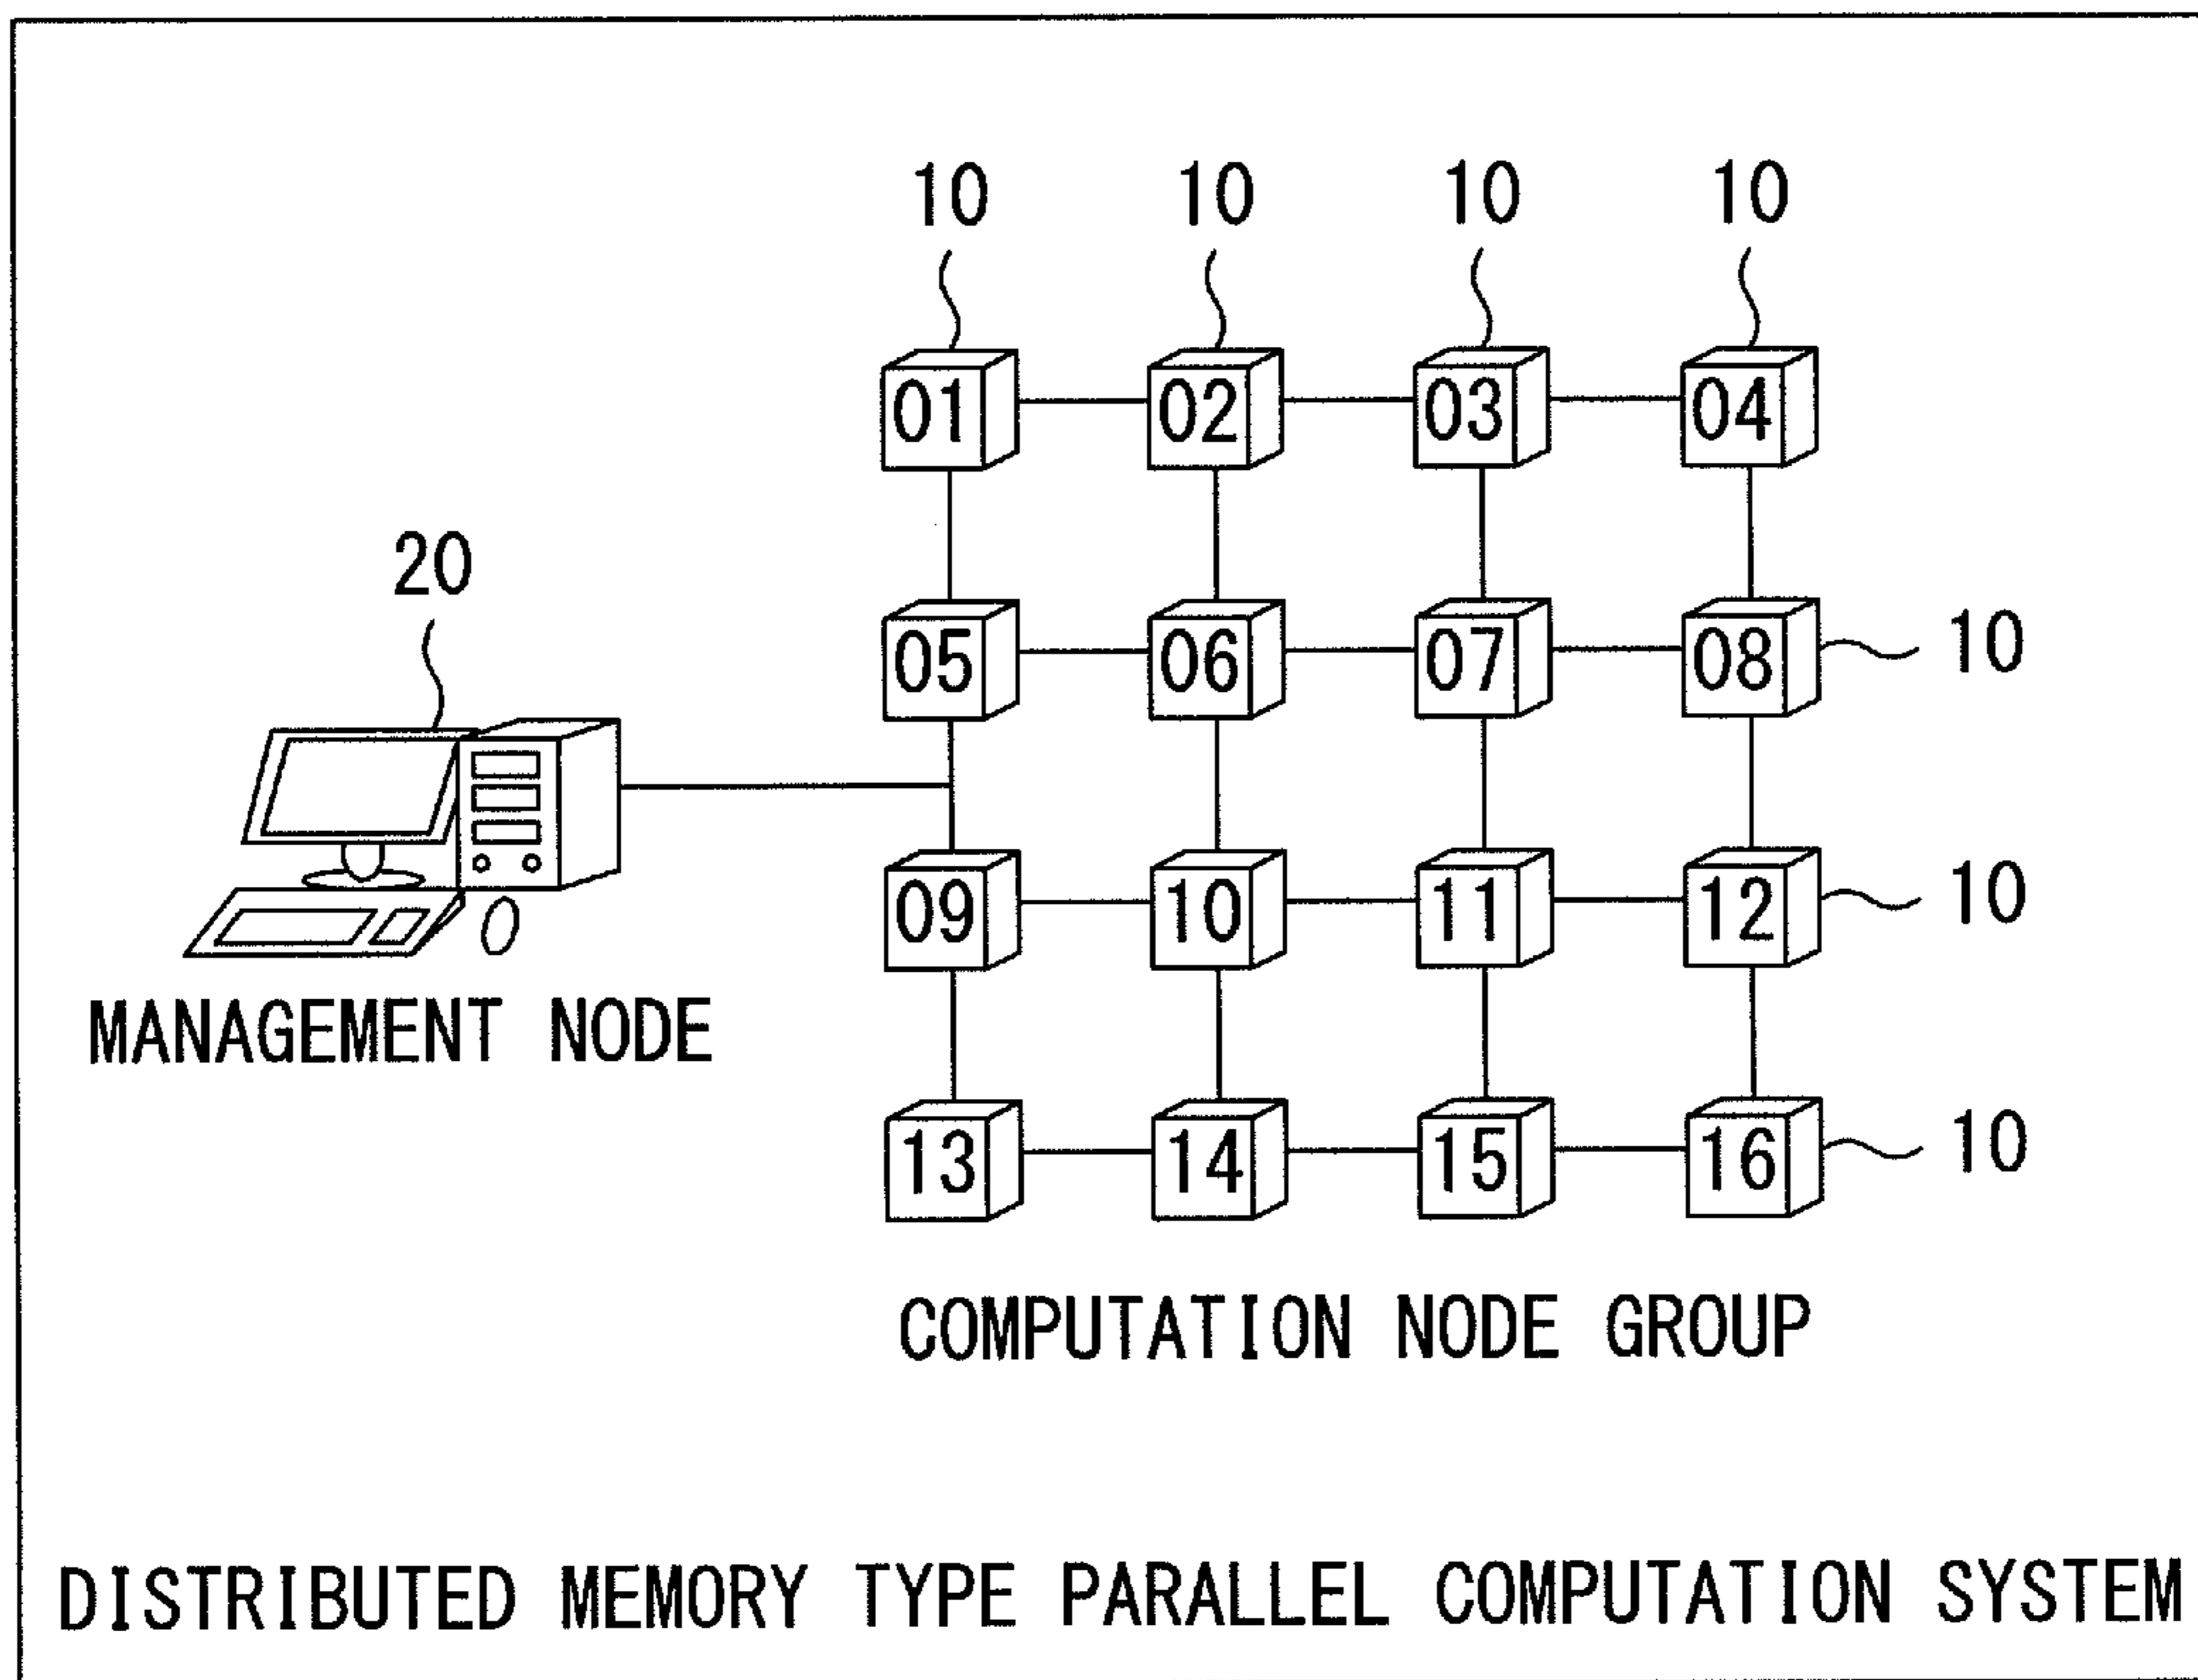 10 10 10 10
01 02 03 04
20
05 06 07 08 10
09 10 11 12 10
MANAGEMENT NODE
13 14 15 16 10
COMPUTATION NODE GROUP
DISTRIBUTED MEMORY TYPE PARALLEL COMPUTATION SYSTEM